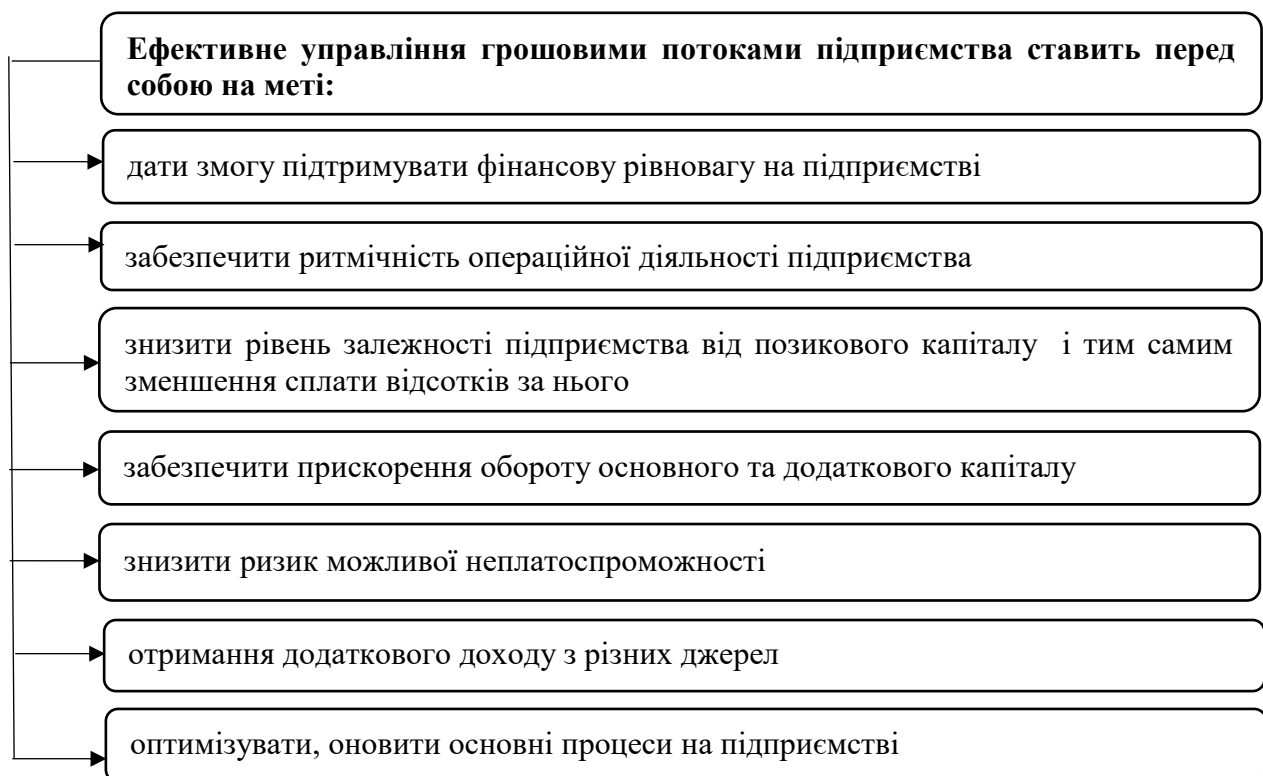 Ефективне управління грошовими потоками підприємства ставить перед
собою на меті:
дати змогу підтримувати фінансову рівновагу на підприємстві
забезпечити ритмічність операційної діяльності підприємства
знизити рівень залежності підприємства від позикового капіталу і тим самим
зменшення сплати відсотків за нього
забезпечити прискорення обороту основного та додаткового капіталу
знизити ризик можливої неплатоспроможності
отримання додаткового доходу з різних джерел
оптимізувати, оновити основні процеси на підприємстві